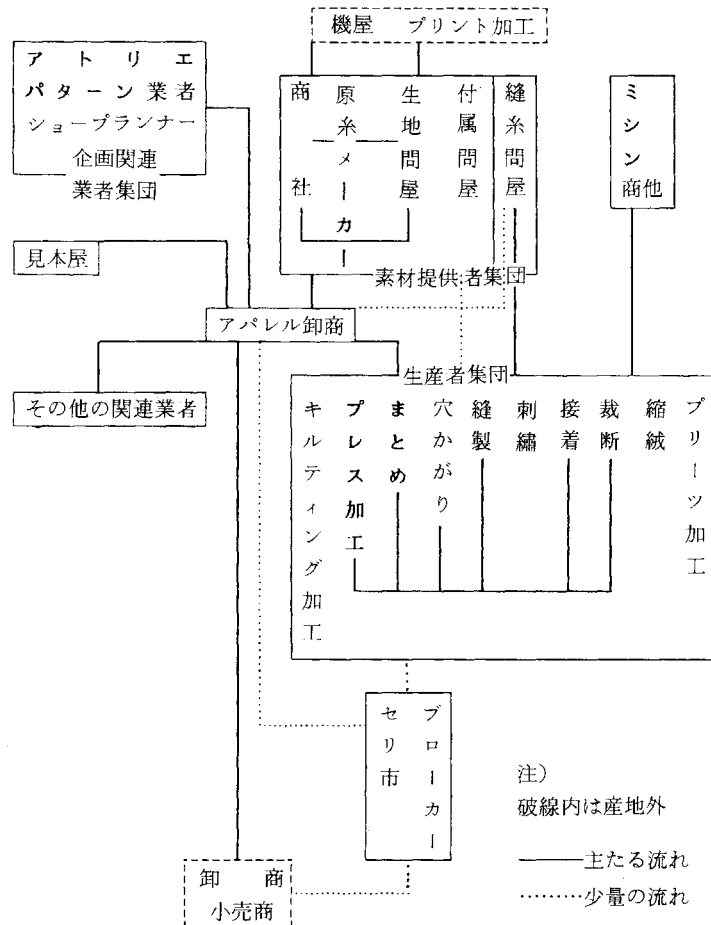 機屋 プリント加工
アトリエ
パターン業者
ショープランナー
企画関連
業者集団
商社
原糸メーカー
生地問屋
付属問屋
縫糸問屋
ミシン商他
素材提供者集団
見本屋
アパレル卸商
その他の関連業者
生産者集団
キルティング加工
プレス加工
まとめ
穴かがり
縫製
刺繡
接着
裁断
縮絨
プリーツ加工
セリ市
ブローカー
注)
破線内は産地外
主たる流れ
少量の流れ
卸商
小売商